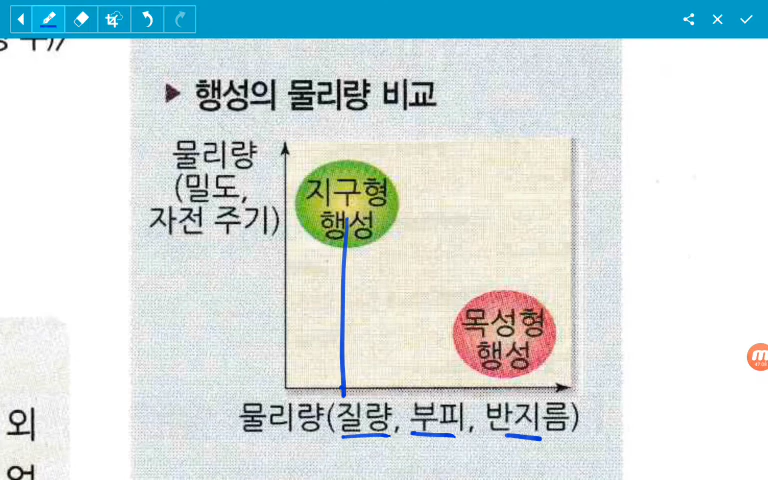 ▶ 행성의 물리량 비교
물리량
(밀도,
자전 주기)
지구형
행성
목성형
행성
물리량(질량, 부피, 반지름)
외